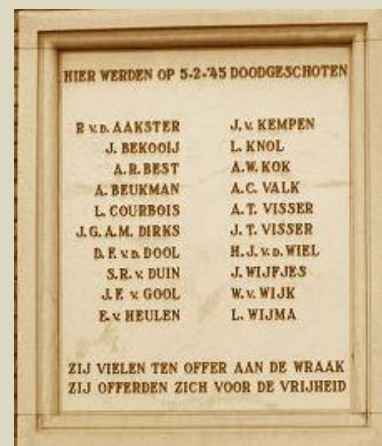 HIER WERDEN OP 5-2-'45 DOODGESCHOTEN
R v.D. AAKSTER
J. BEKOOIJ
A.R. BEST
A. BEUKMAN
L. COURBOIS
J.G.A.M. DIRKS
D.F. v.D. DOOL
S.R. v. DUIN
J.F. v. GOOL
E. v. HEULEN
J. v. KEMPEN
L. KNOL
A.W. KOK
A.C. VALK
A.T. VISSER
J.T. VISSER
H.J. v.D. WIEL
J. WIJFJES
W. v. WIJK
L. WIJMA
ZIJ VIELEN TEN OFFER AAN DE WRAAK
ZIJ OFFERDEN ZICH VOOR DE VRIJHEID